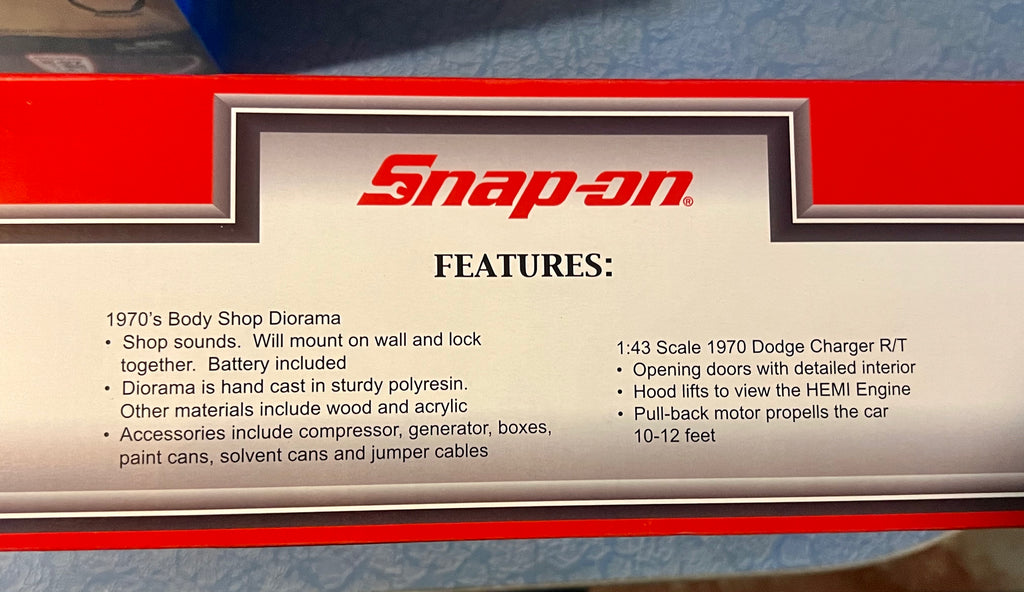 Snap-on®
FEATURES:
1970's Body Shop Diorama
• Shop sounds. Will mount on wall and lock
together. Battery included
• Diorama is hand cast in sturdy polyresin.
Other materials include wood and acrylic
• Accessories include compressor, generator, boxes,
paint cans, solvent cans and jumper cables
1:43 Scale 1970 Dodge Charger R/T
• Opening doors with detailed interior
• Hood lifts to view the HEMI Engine
• Pull-back motor propells the car
10-12 feet